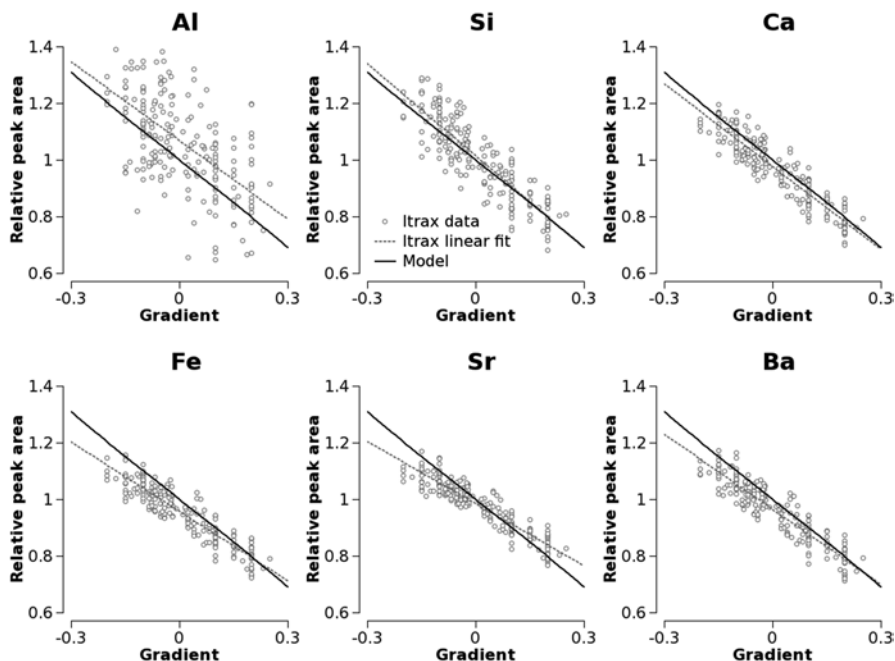 Al
Si
Ca
1.4
1.2
1
0.8
0.6
Relative peak area
-0.3
0
0.3
Gradient
1.4
1.2
1
0.8
0.6
Relative peak area
Itrax data
Itrax linear fit
Model
-0.3
0
0.3
Gradient
1.4
1.2
1
0.8
0.6
Relative peak area
-0.3
0
0.3
Gradient
Fe
Sr
Ba
1.4
1.2
1
0.8
0.6
Relative peak area
-0.3
0
0.3
Gradient
1.4
1.2
1
0.8
0.6
Relative peak area
-0.3
0
0.3
Gradient
1.4
1.2
1
0.8
0.6
Relative peak area
-0.3
0
0.3
Gradient